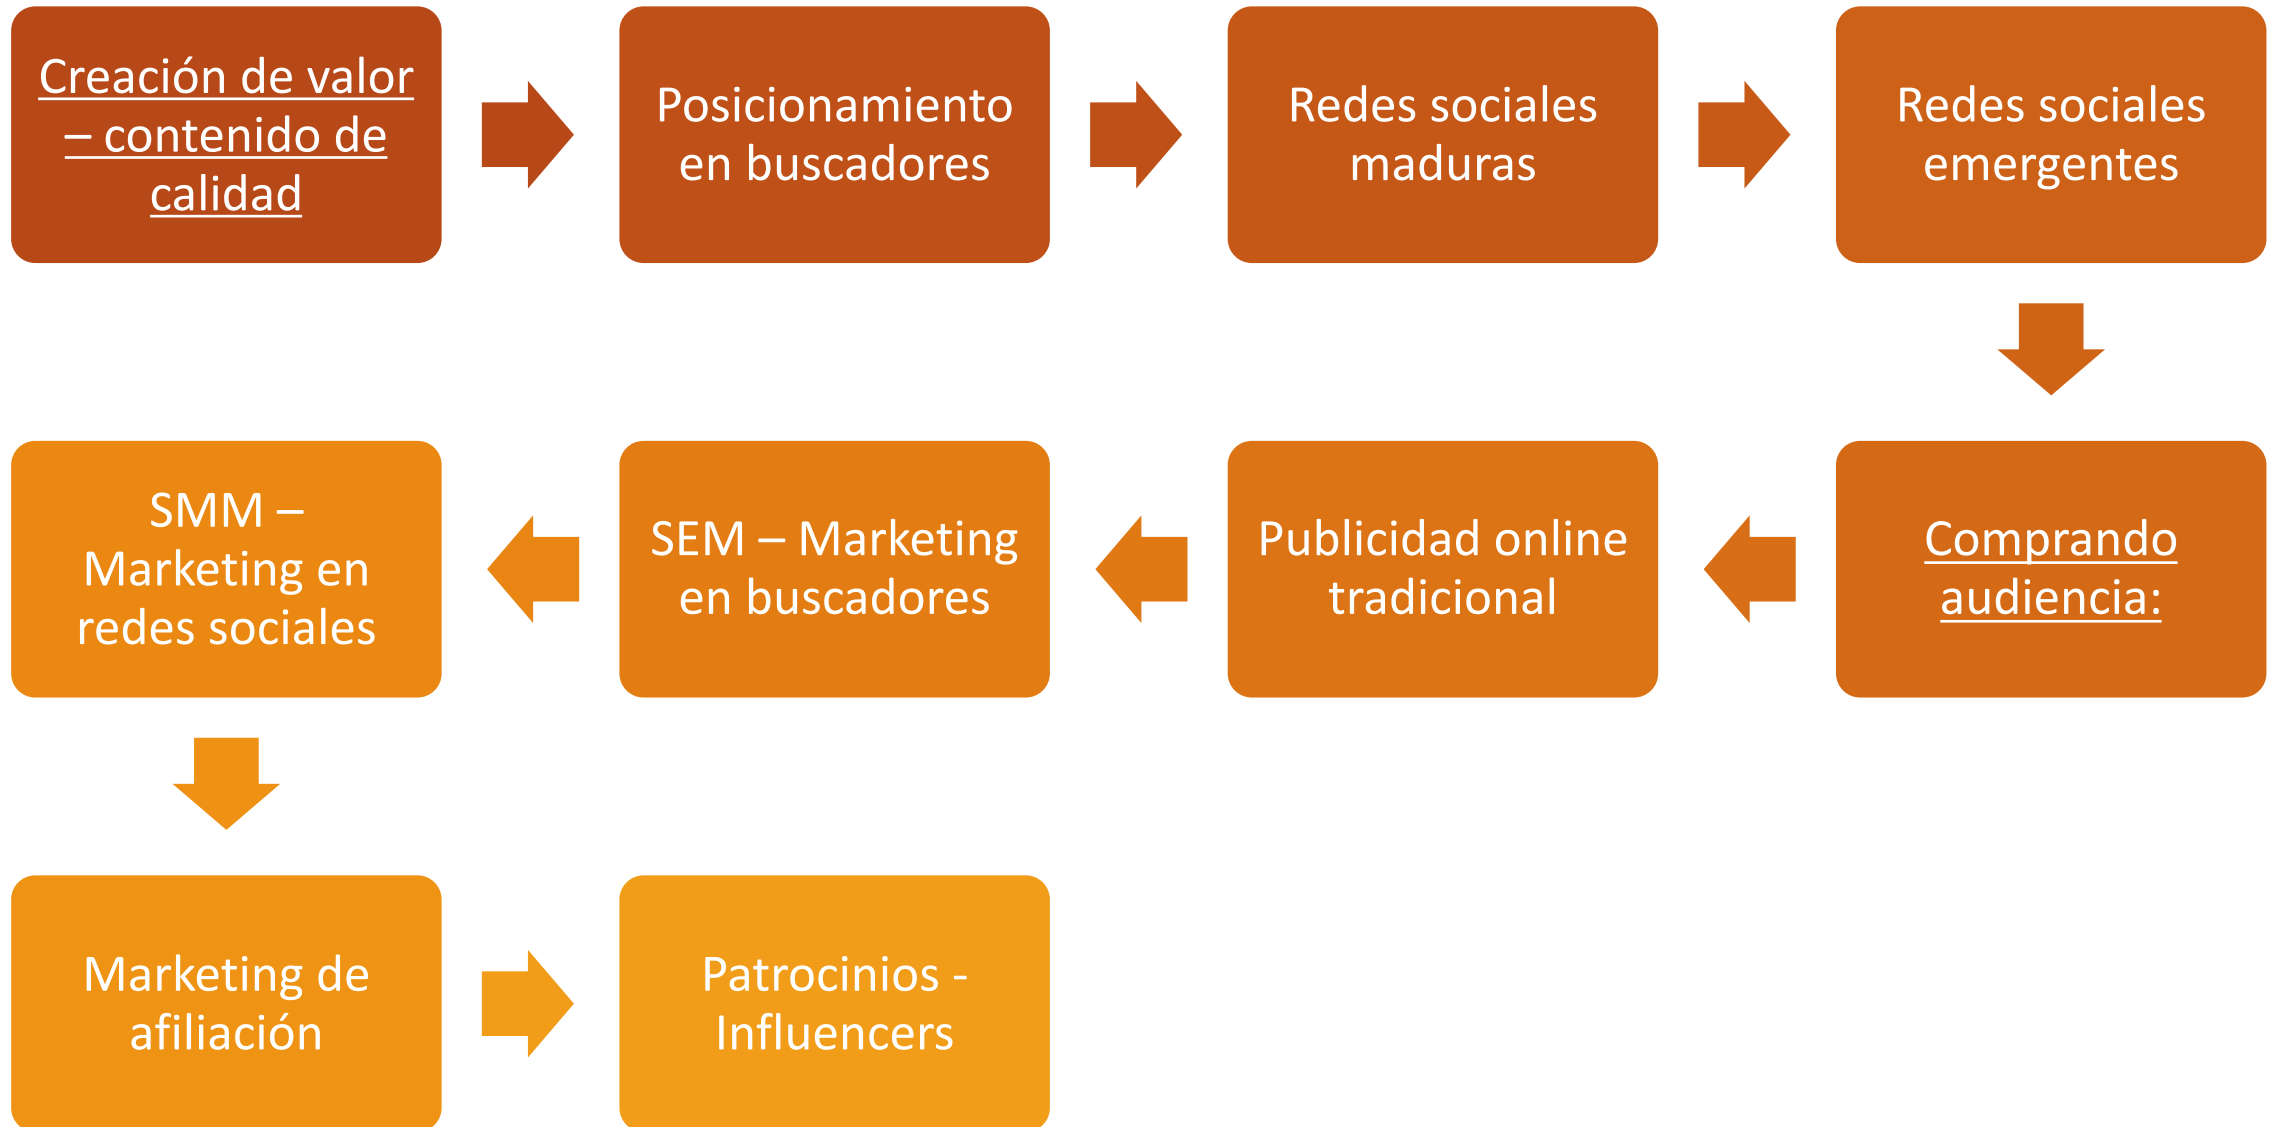 Creación de valor
– contenido de
calidad
Posicionamiento
en buscadores
Redes sociales
maduras
Redes sociales
emergentes
Comprando
audiencia:
Publicidad online
tradicional
SEM – Marketing
en buscadores
SMM –
Marketing en
redes sociales
Marketing de
afiliación
Patrocinios -
Influencers